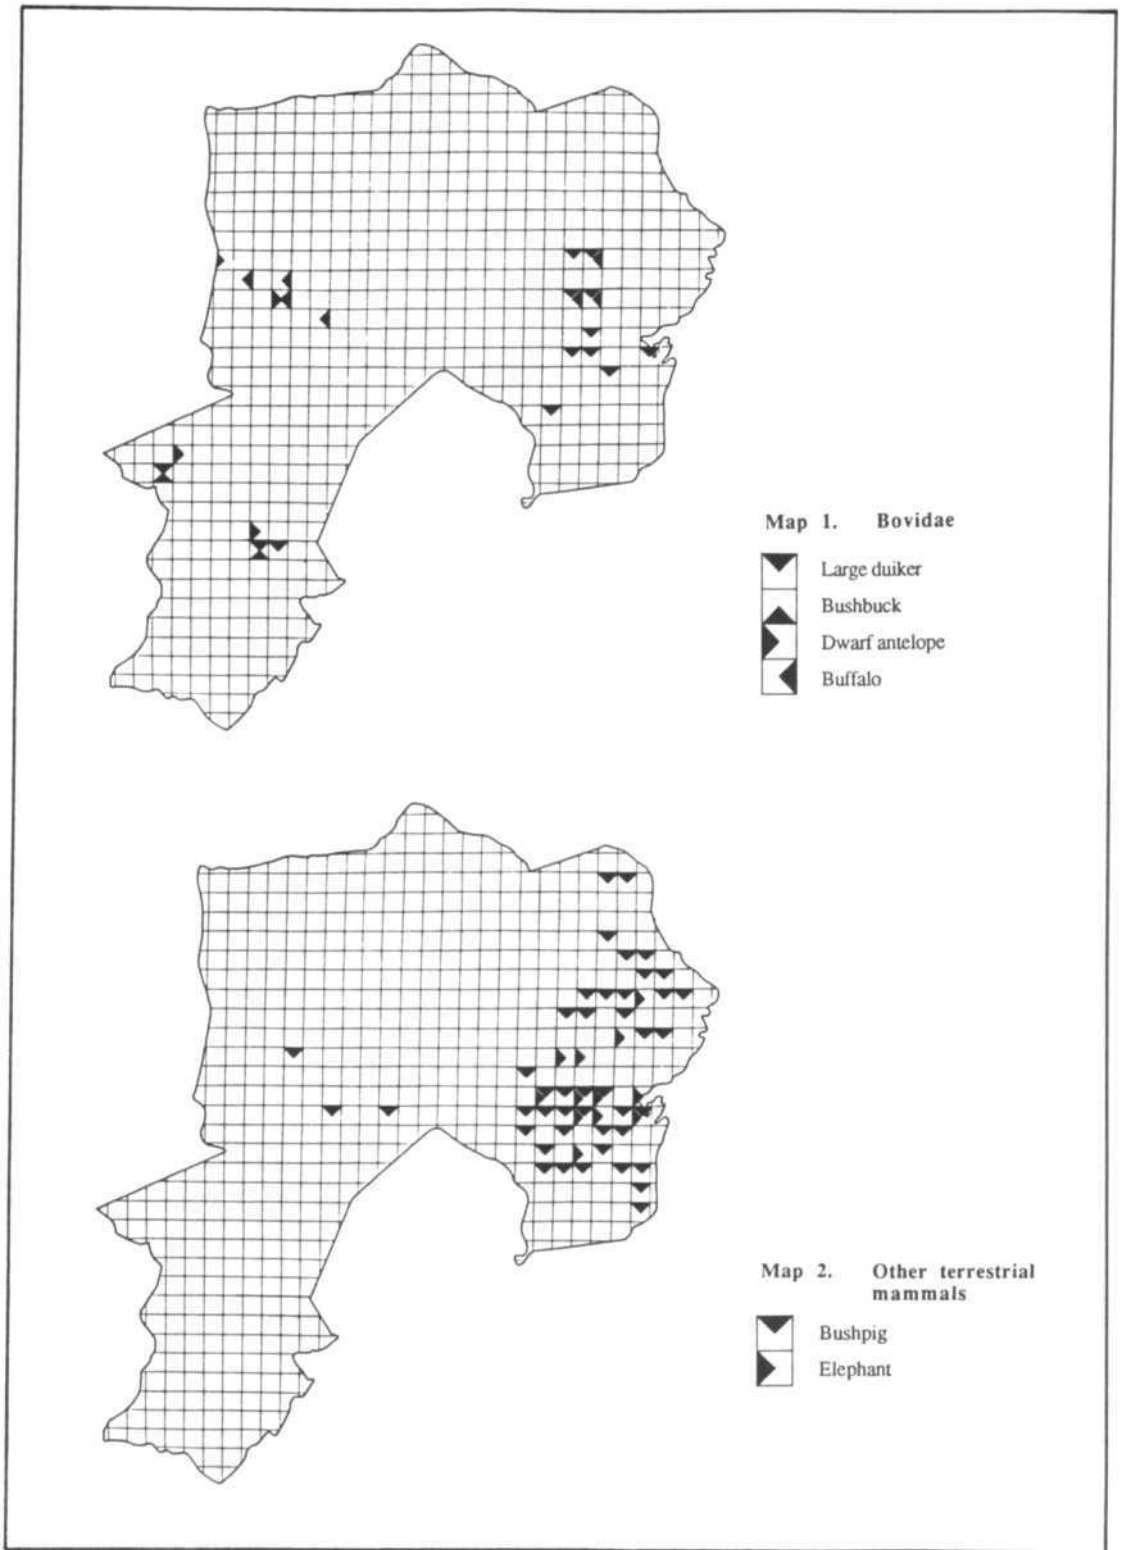 Map 1. Bovidae
Large duiker
Bushbuck
Dwarf antelope
Buffalo
Map 2. Other terrestrial
mammals
Bushpig
Elephant